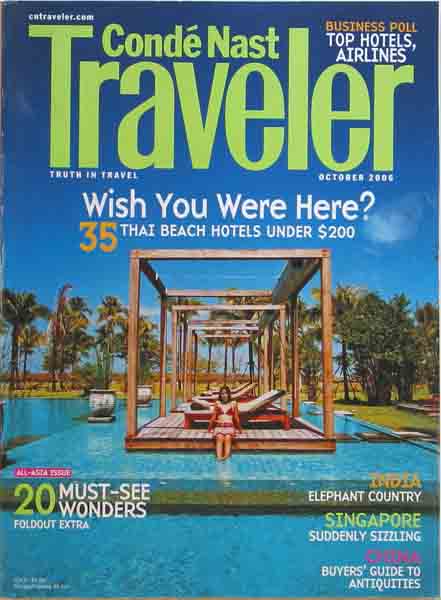 cntraveler.com
BUSINESS POLL
TOP HOTELS,
AIRLINES
Condé Nast
Traveler
TRUTH IN TRAVEL
OCTOBER 2006
Wish You Were Here?
35 THAI BEACH HOTELS UNDER $200
ALL-ASIA ISSUE
20 MUST-SEE
WONDERS
FOLDOUT EXTRA
INDIA
ELEPHANT COUNTRY
SINGAPORE
SUDDENLY SIZZLING
CHINA
BUYERS' GUIDE TO
ANTIQUITIES